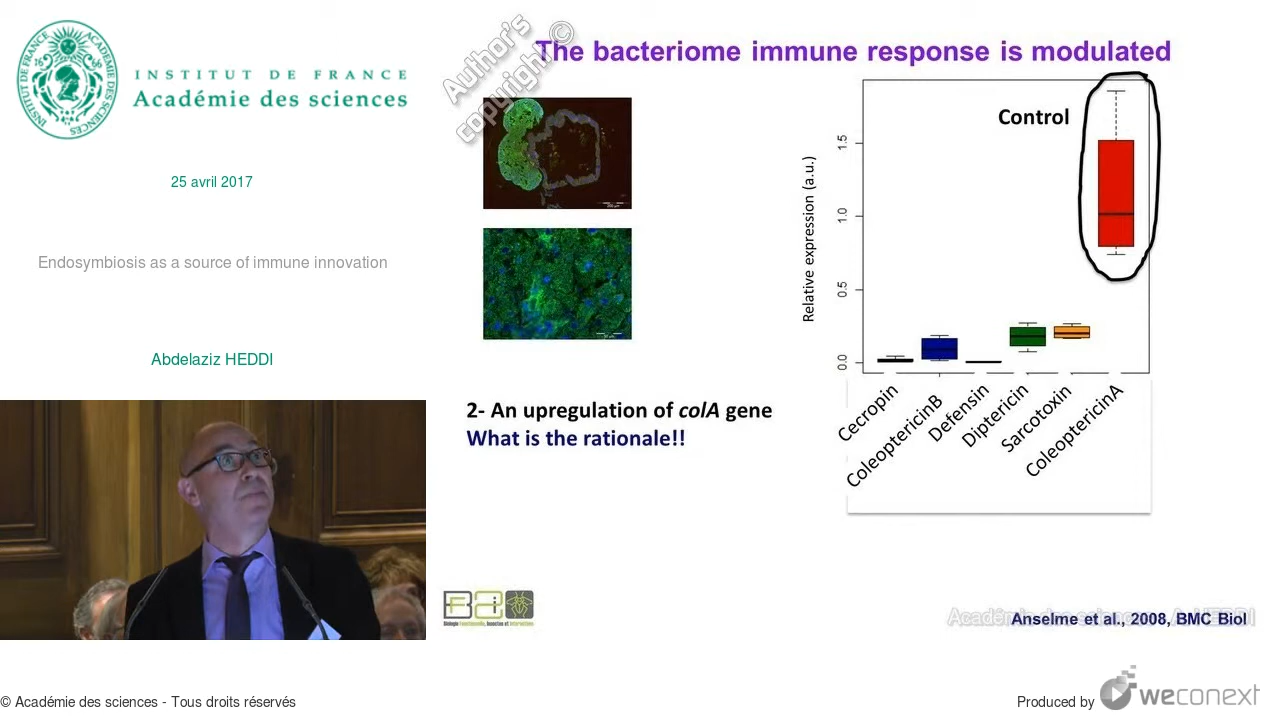 INSTITUT DE FRANCE
Académie des sciences
25 avril 2017
Endosymbiosis as a source of immune innovation
Abdelaziz HEDDI
Author's
copyright ©
The bacteriome immune response is modulated
Control
Relative expression (a.u.)
1.5
1.0
0.5
0.0
Cecropin
ColeoptericinB
Defensin
Diptericin
Sarcotoxin
ColeoptericinA
2- An upregulation of colA gene
What is the rationale!!
Anselme et al., 2008, BMC Biol
© Académie des sciences - Tous droits réservés
Produced by
weconext